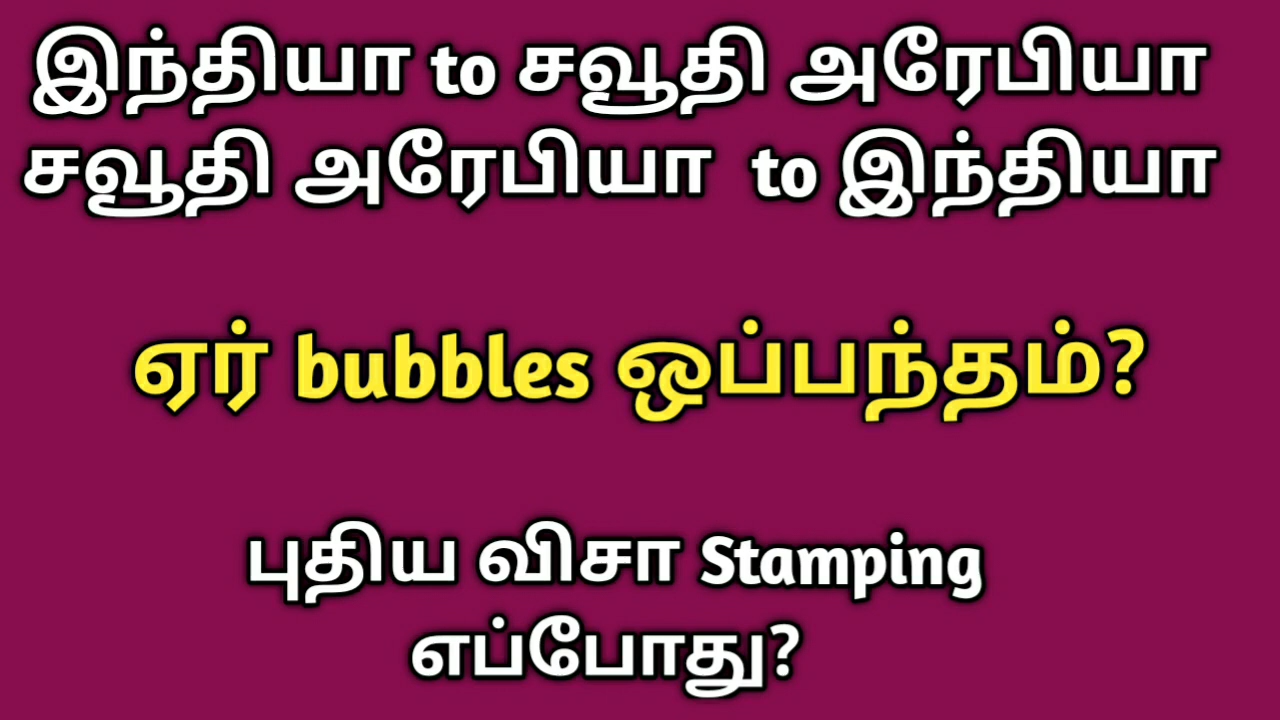 இந்தியா to சவூதி அரேபியா
சவூதி அரேபியா to இந்தியா
ஏர் bubbles ஒப்பந்தம்?
புதிய விசா Stamping
எப்போது?